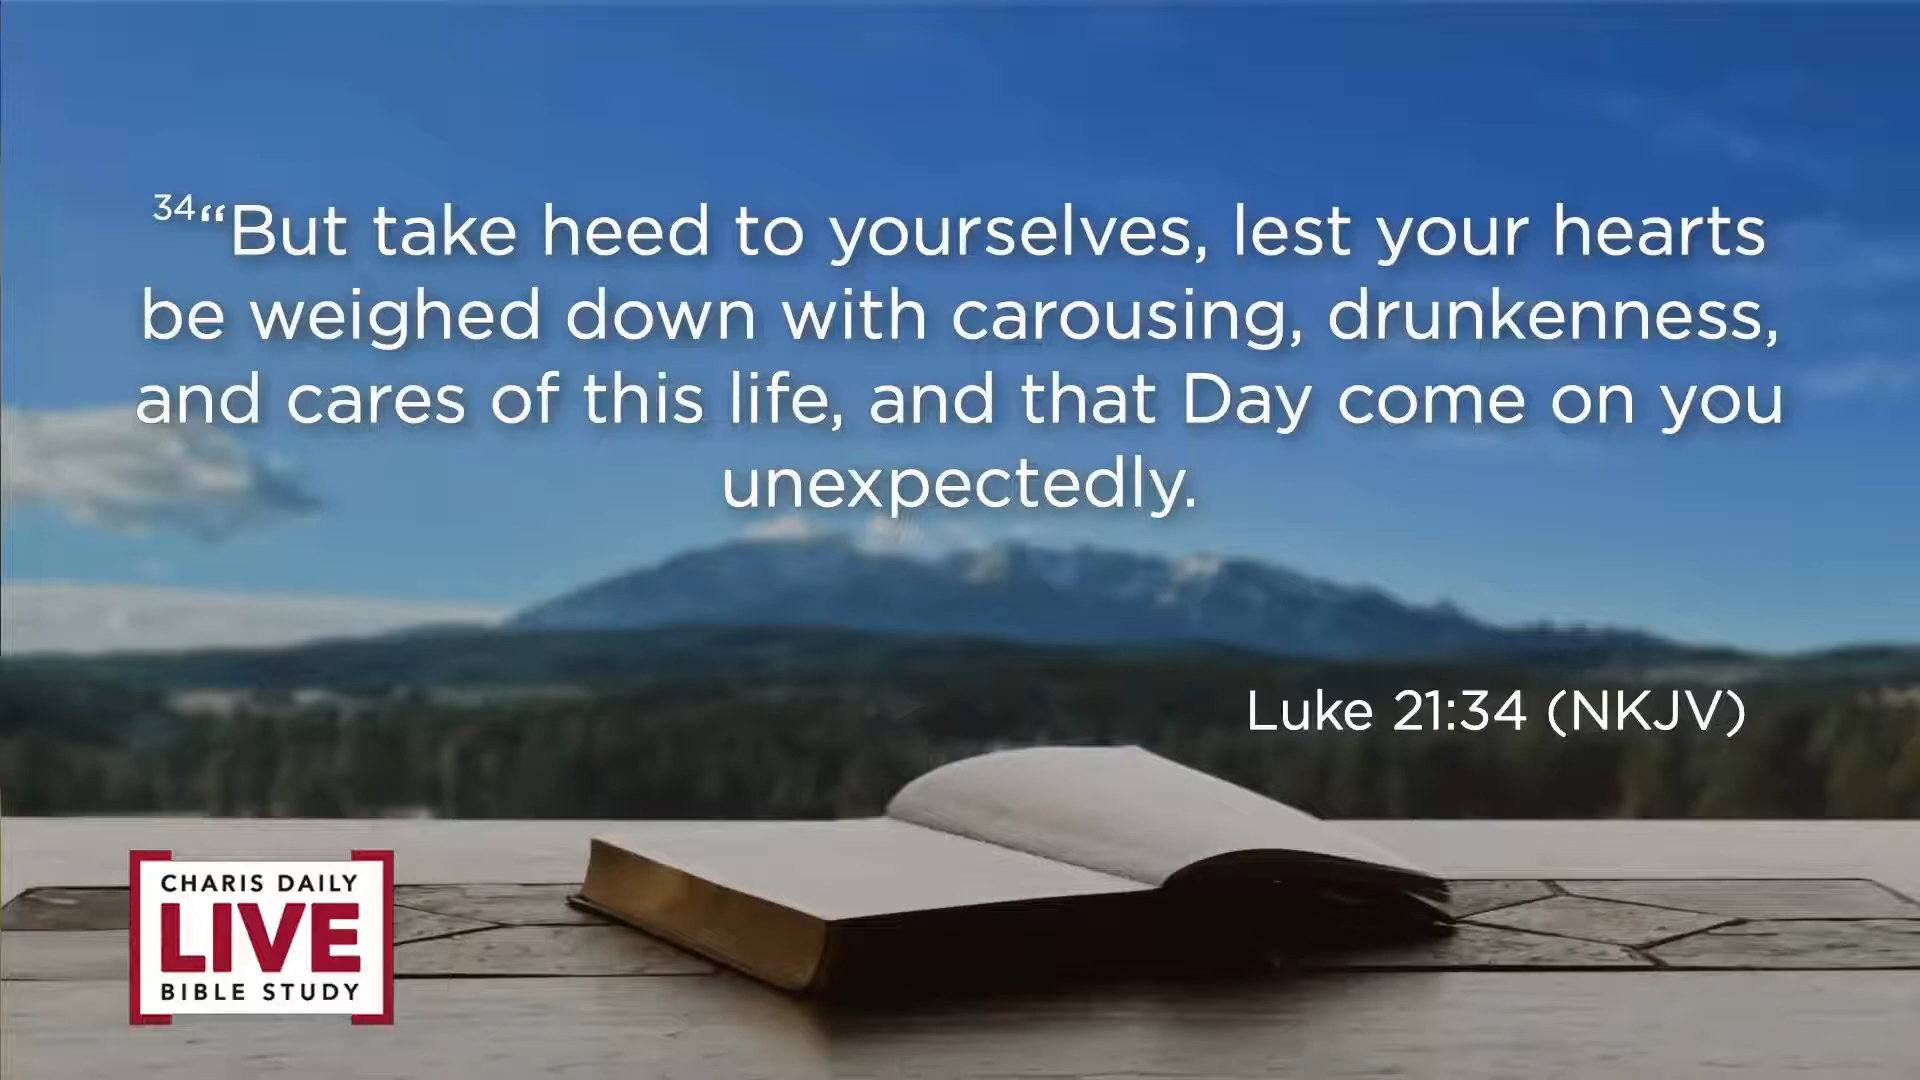 34“But take heed to yourselves, lest your hearts
be weighed down with carousing, drunkenness,
and cares of this life, and that Day come on you
unexpectedly.
Luke 21:34 (NKJV)
CHARIS DAILY
LIVE
BIBLE STUDY